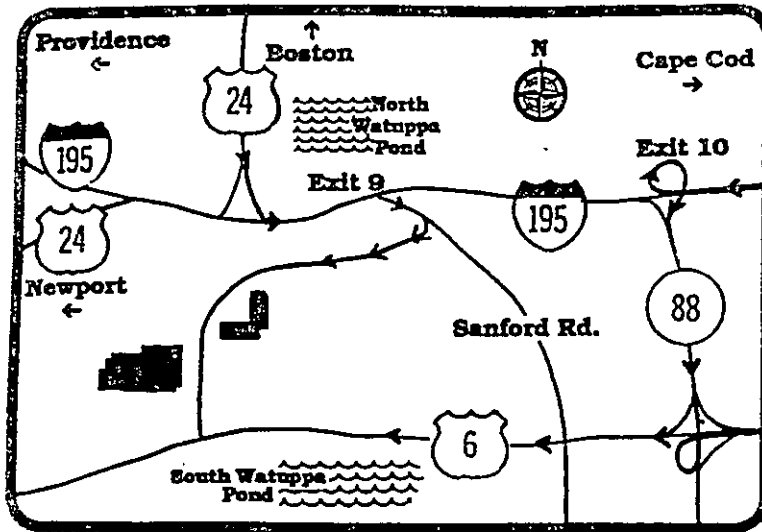 Providence
←
24
↑
Boston
N
Cape Cod
→
North
Watuppa
Pond
195
Exit 9
Exit 10
195
24
Newport
←
88
Sanford Rd.
6
South Watuppa
Pond